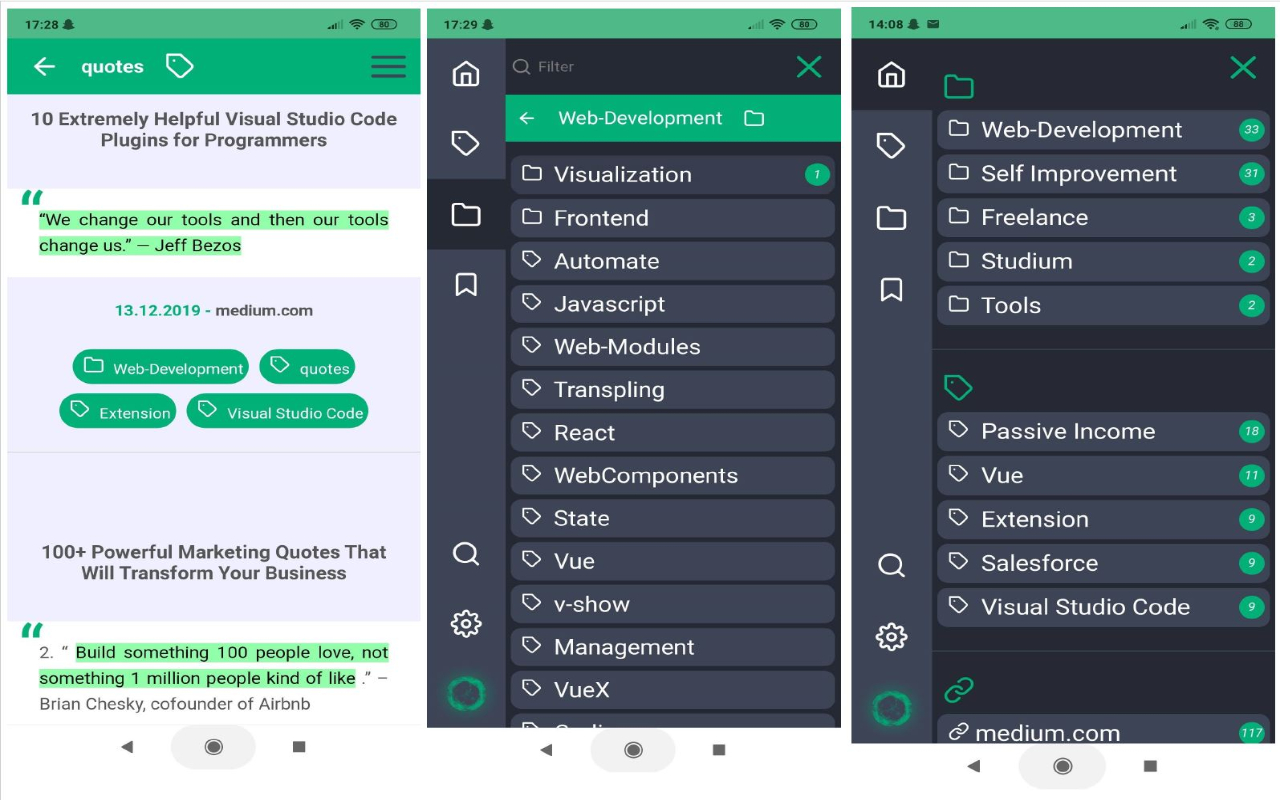 17:28
80
quotes
10 Extremely Helpful Visual Studio Code
Plugins for Programmers
“
“We change our tools and then our tools
change us.” — Jeff Bezos
13.12.2019 - medium.com
Web-Development
quotes
Extension
Visual Studio Code
100+ Powerful Marketing Quotes That
Will Transform Your Business
“
2. “ Build something 100 people love, not
something 1 million people kind of like .” –
Brian Chesky, cofounder of Airbnb
17:29
80
Filter
Web-Development
Visualization 1
Frontend
Automate
Javascript
Web-Modules
Transpling
React
WebComponents
State
Vue
v-show
Management
VueX
14:08
88
Web-Development 33
Self Improvement 31
Freelance 3
Studium 2
Tools 2
Passive Income 18
Vue 11
Extension 9
Salesforce 9
Visual Studio Code 9
medium.com 117